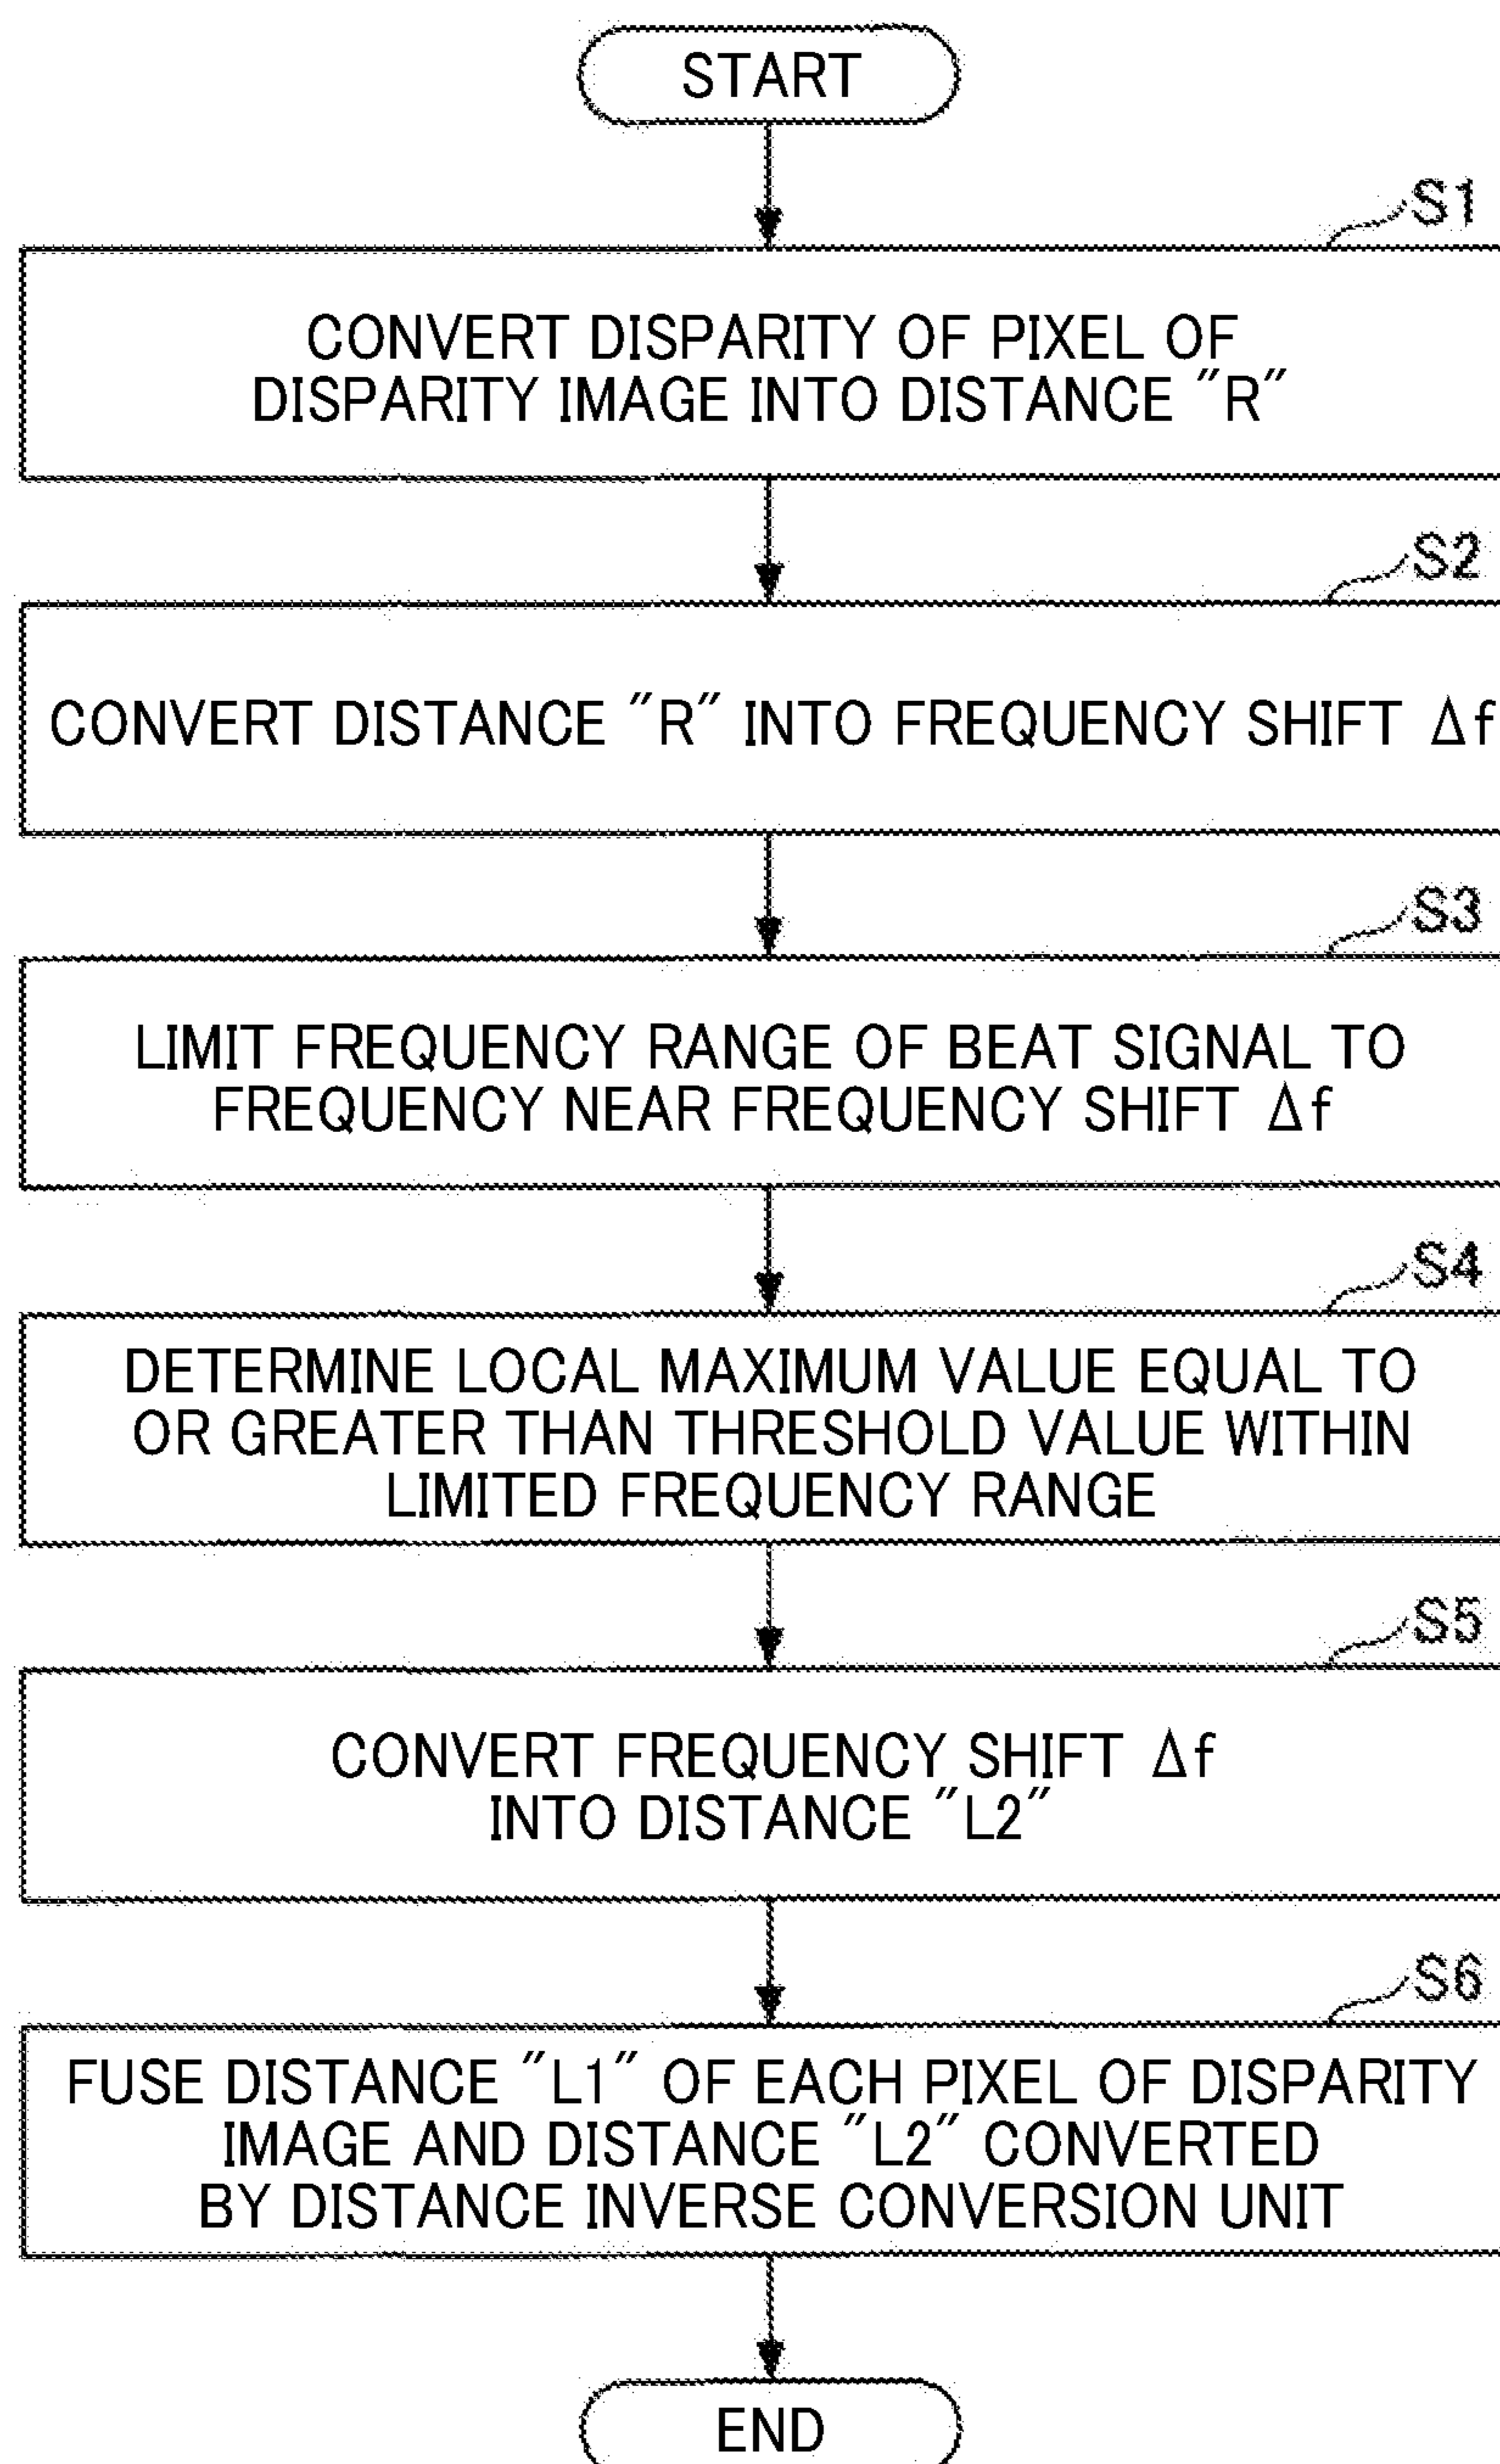 START
S1
CONVERT DISPARITY OF PIXEL OF
DISPARITY IMAGE INTO DISTANCE "R"
S2
CONVERT DISTANCE "R" INTO FREQUENCY SHIFT Δf
S3
LIMIT FREQUENCY RANGE OF BEAT SIGNAL TO
FREQUENCY NEAR FREQUENCY SHIFT Δf
S4
DETERMINE LOCAL MAXIMUM VALUE EQUAL TO
OR GREATER THAN THRESHOLD VALUE WITHIN
LIMITED FREQUENCY RANGE
S5
CONVERT FREQUENCY SHIFT Δf
INTO DISTANCE "L2"
S6
FUSE DISTANCE "L1" OF EACH PIXEL OF DISPARITY
IMAGE AND DISTANCE "L2" CONVERTED
BY DISTANCE INVERSE CONVERSION UNIT
END